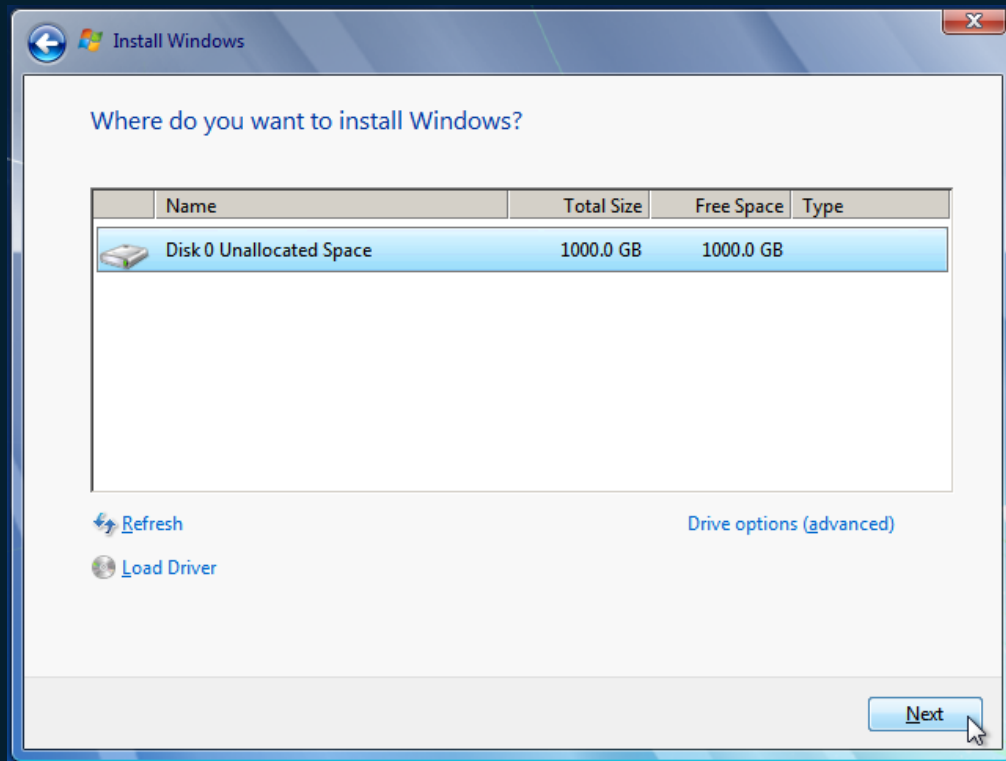 Install Windows
Where do you want to install Windows?
Name Total Size Free Space Type
Disk 0 Unallocated Space 1000.0 GB 1000.0 GB
Refresh Drive options (advanced)
Load Driver
Next